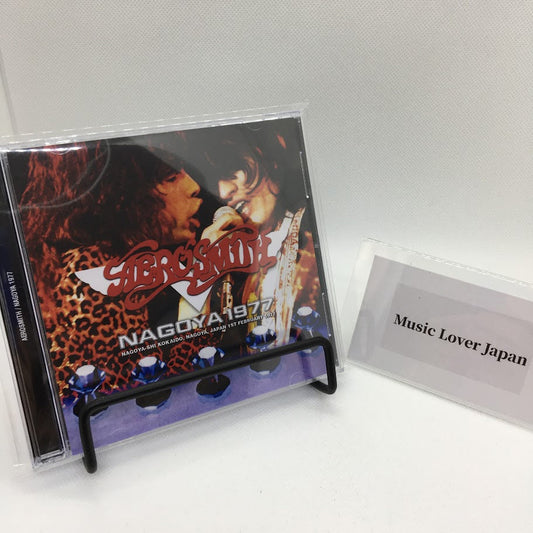 AEROSMITH / NAGOYA 1977
AEROSMITH
NAGOYA 1977
NAGOYA-SHI KOKAIDO, NAGOYA, JAPAN 1ST FEBRUARY 1977
Music Lover Japan